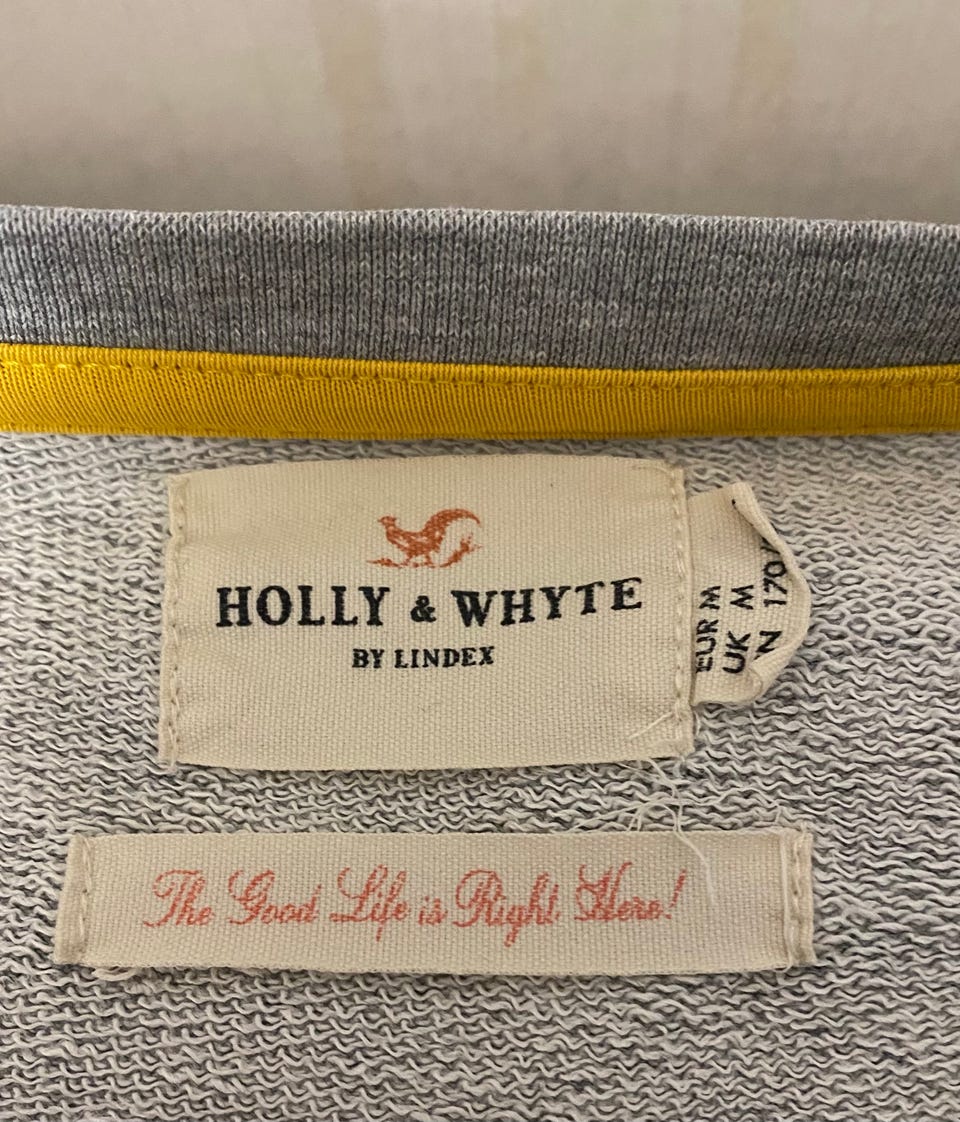 HOLLY & WHYTE
BY LINDEX
EUR M
UK M
170/
The Good Life is Right Here!